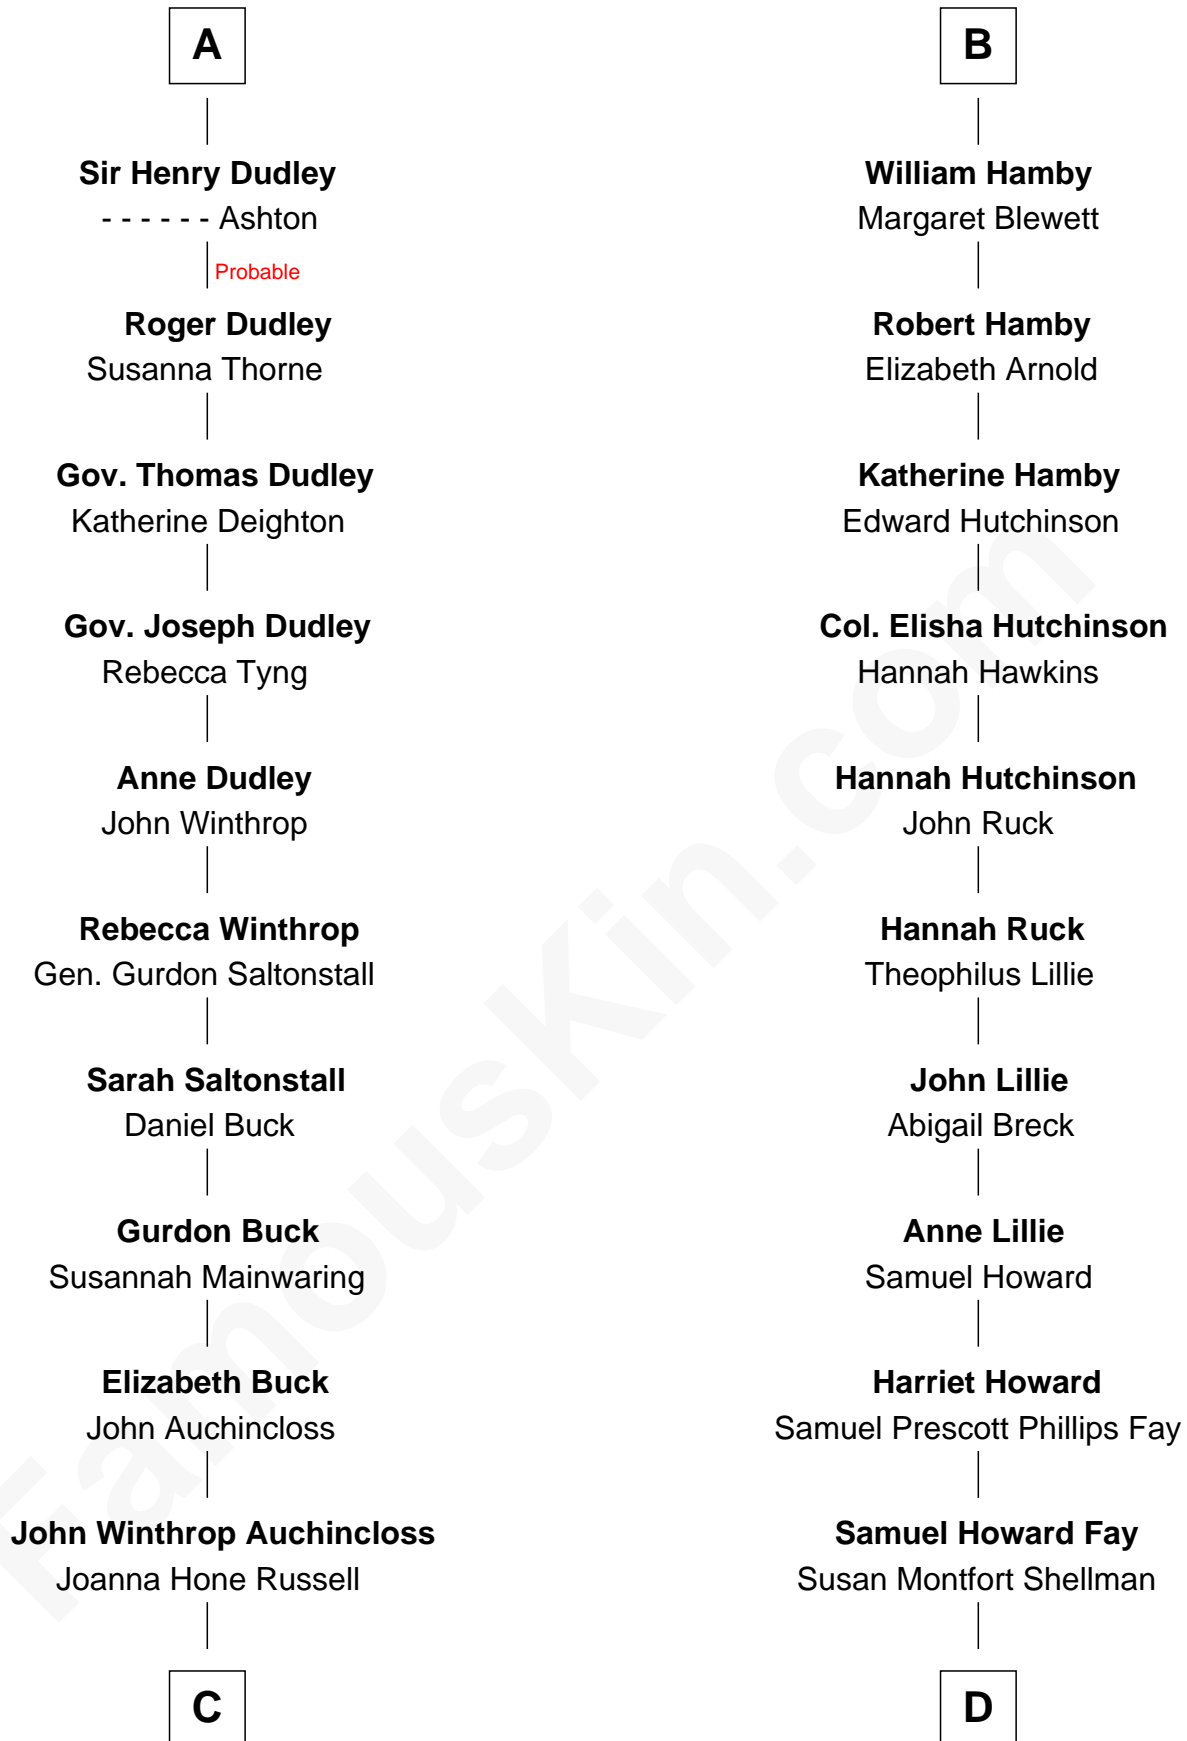 A
Sir Henry Dudley
- - - - - - Ashton
Probable
Roger Dudley
Susanna Thorne
Gov. Thomas Dudley
Katherine Deighton
Gov. Joseph Dudley
Rebecca Tyng
Anne Dudley
John Winthrop
Rebecca Winthrop
Gen. Gurdon Saltonstall
Sarah Saltonstall
Daniel Buck
Gurdon Buck
Susannah Mainwaring
Elizabeth Buck
John Auchincloss
John Winthrop Auchincloss
Joanna Hone Russell
C
B
William Hamby
Margaret Blewett
Robert Hamby
Elizabeth Arnold
Katherine Hamby
Edward Hutchinson
Col. Elisha Hutchinson
Hannah Hawkins
Hannah Hutchinson
John Ruck
Hannah Ruck
Theophilus Lillie
John Lillie
Abigail Breck
Anne Lillie
Samuel Howard
Harriet Howard
Samuel Prescott Phillips Fay
Samuel Howard Fay
Susan Montfort Shellman
D
FamousKin.com